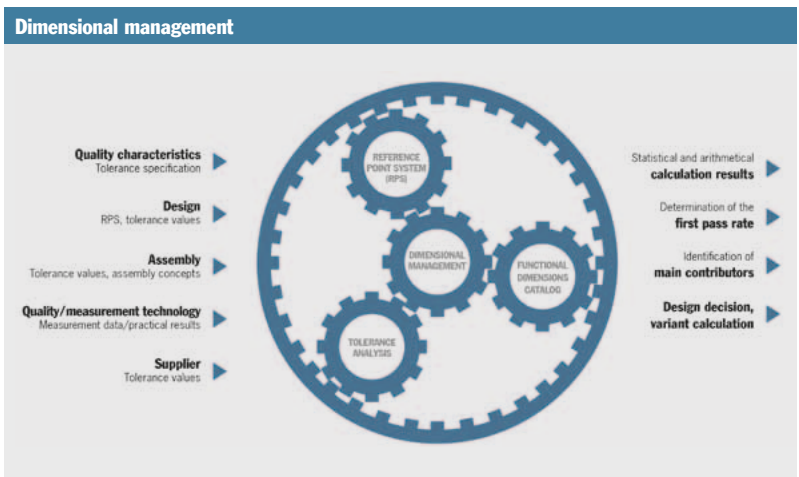 Dimensional management
Quality characteristics
Tolerance specification
Design
RPS, tolerance values
Assembly
Tolerance values, assembly concepts
Quality/measurement technology
Measurement data/practical results
Supplier
Tolerance values
REFERENCE
POINT SYSTEM
(RPS)
DIMENSIONAL
MANAGEMENT
FUNCTIONAL
DIMENSIONS
CATALOG
TOLERANCE
ANALYSIS
Statistical and arithmetical
calculation results
Determination of the
first pass rate
Identification of
main contributors
Design decision,
variant calculation